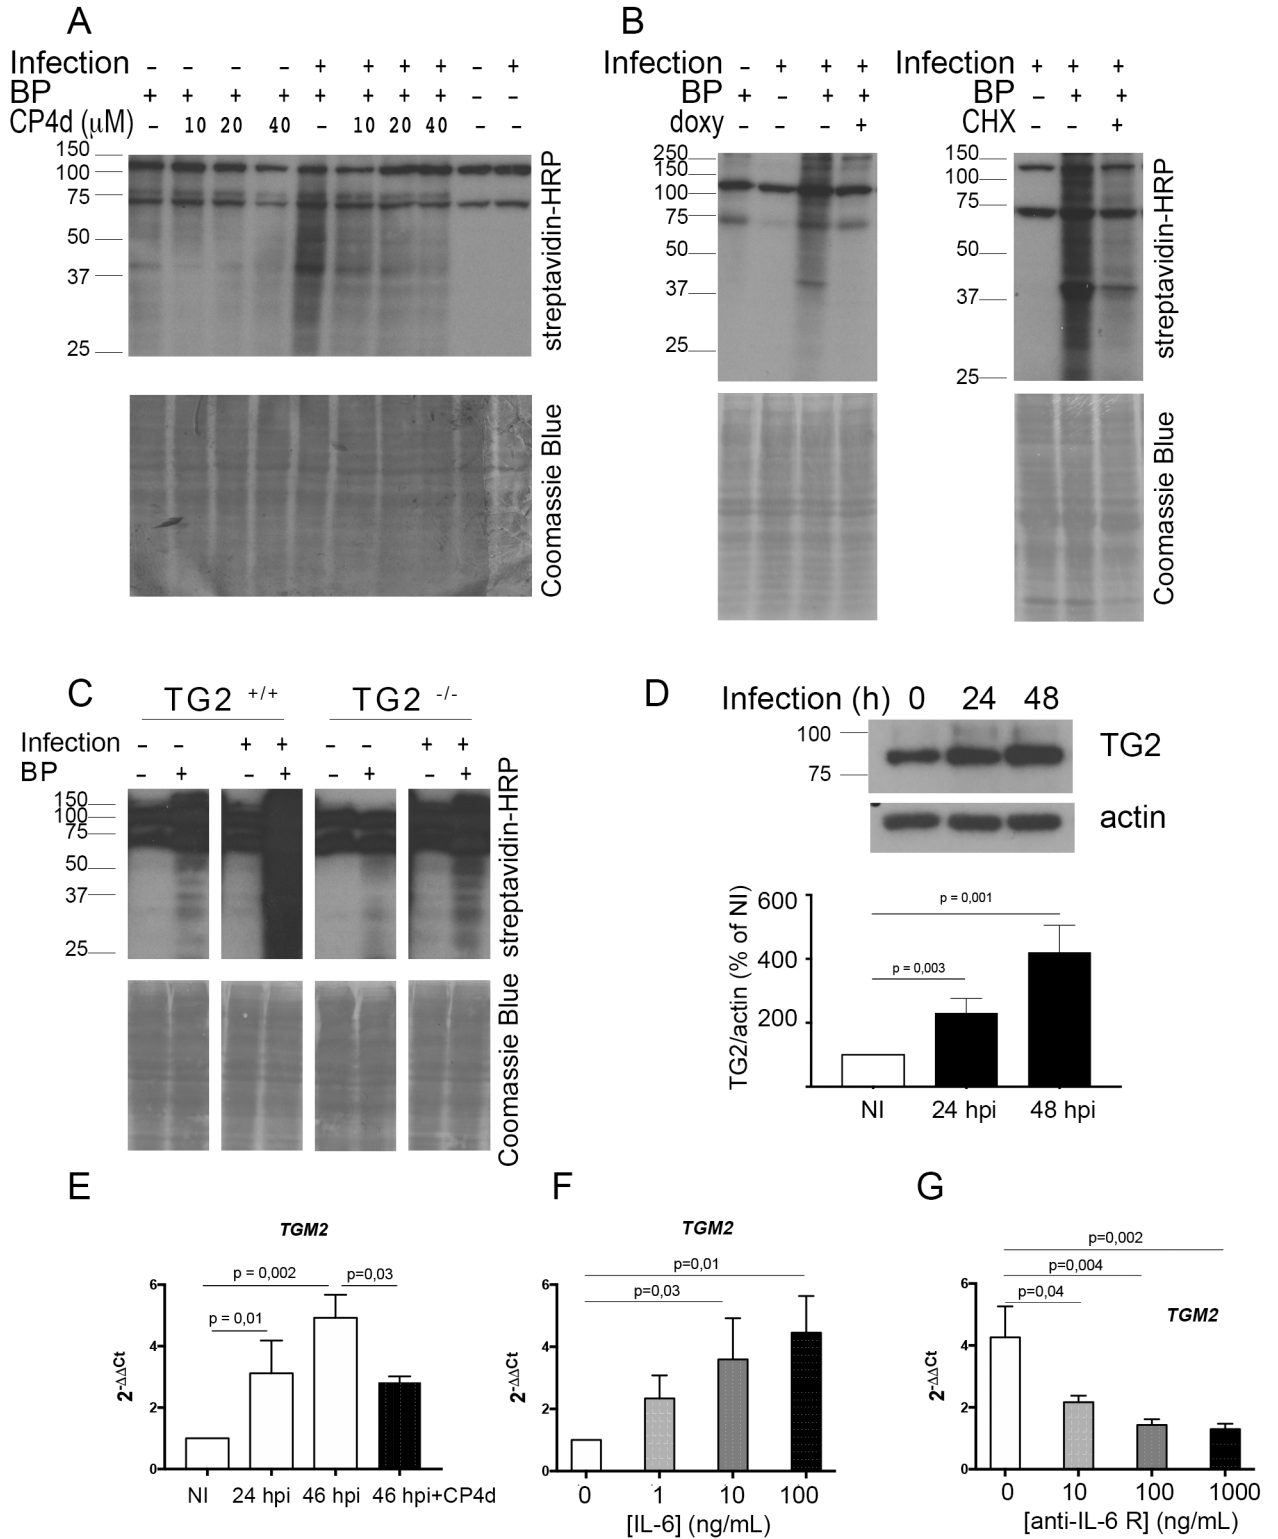 A
Infection – – – – + + + + – +
BP + + + + + + + + – –
CP4d (µM) – 10 20 40 – 10 20 40 – –
150
100
75
50
37
25
streptavidin-HRP
Coomassie Blue
B
Infection – + + +
BP – – + +
doxy – – – +
250
150
100
75
50
37
25
Infection + + +
BP – + +
CHX – – +
150
100
75
50
37
25
streptavidin-HRP
Coomassie Blue
C
TG2 +/+ TG2 -/-
Infection – – + + – – + +
BP – + – + – + – +
150
100
75
50
37
25
streptavidin-HRP
Coomassie Blue
D
Infection (h) 0 24 48
100
75
TG2
actin
TG2/actin (% of NI)
600
400
200
p = 0,001
p = 0,003
NI 24 hpi 48 hpi
E
TGM2
p = 0,002 p=0,03
p = 0,01
2-ΔΔCt
6
4
2
0
NI 24 hpi 46 hpi 46 hpi+CP4d
F
TGM2
p=0,01
p=0,03
2-ΔΔCt
6
4
2
0
0 1 10 100
[IL-6] (ng/mL)
G
p=0,002
p=0,004
p=0,04
TGM2
2-ΔΔCt
6
4
2
0
0 10 100 1000
[anti-IL-6 R] (ng/mL)